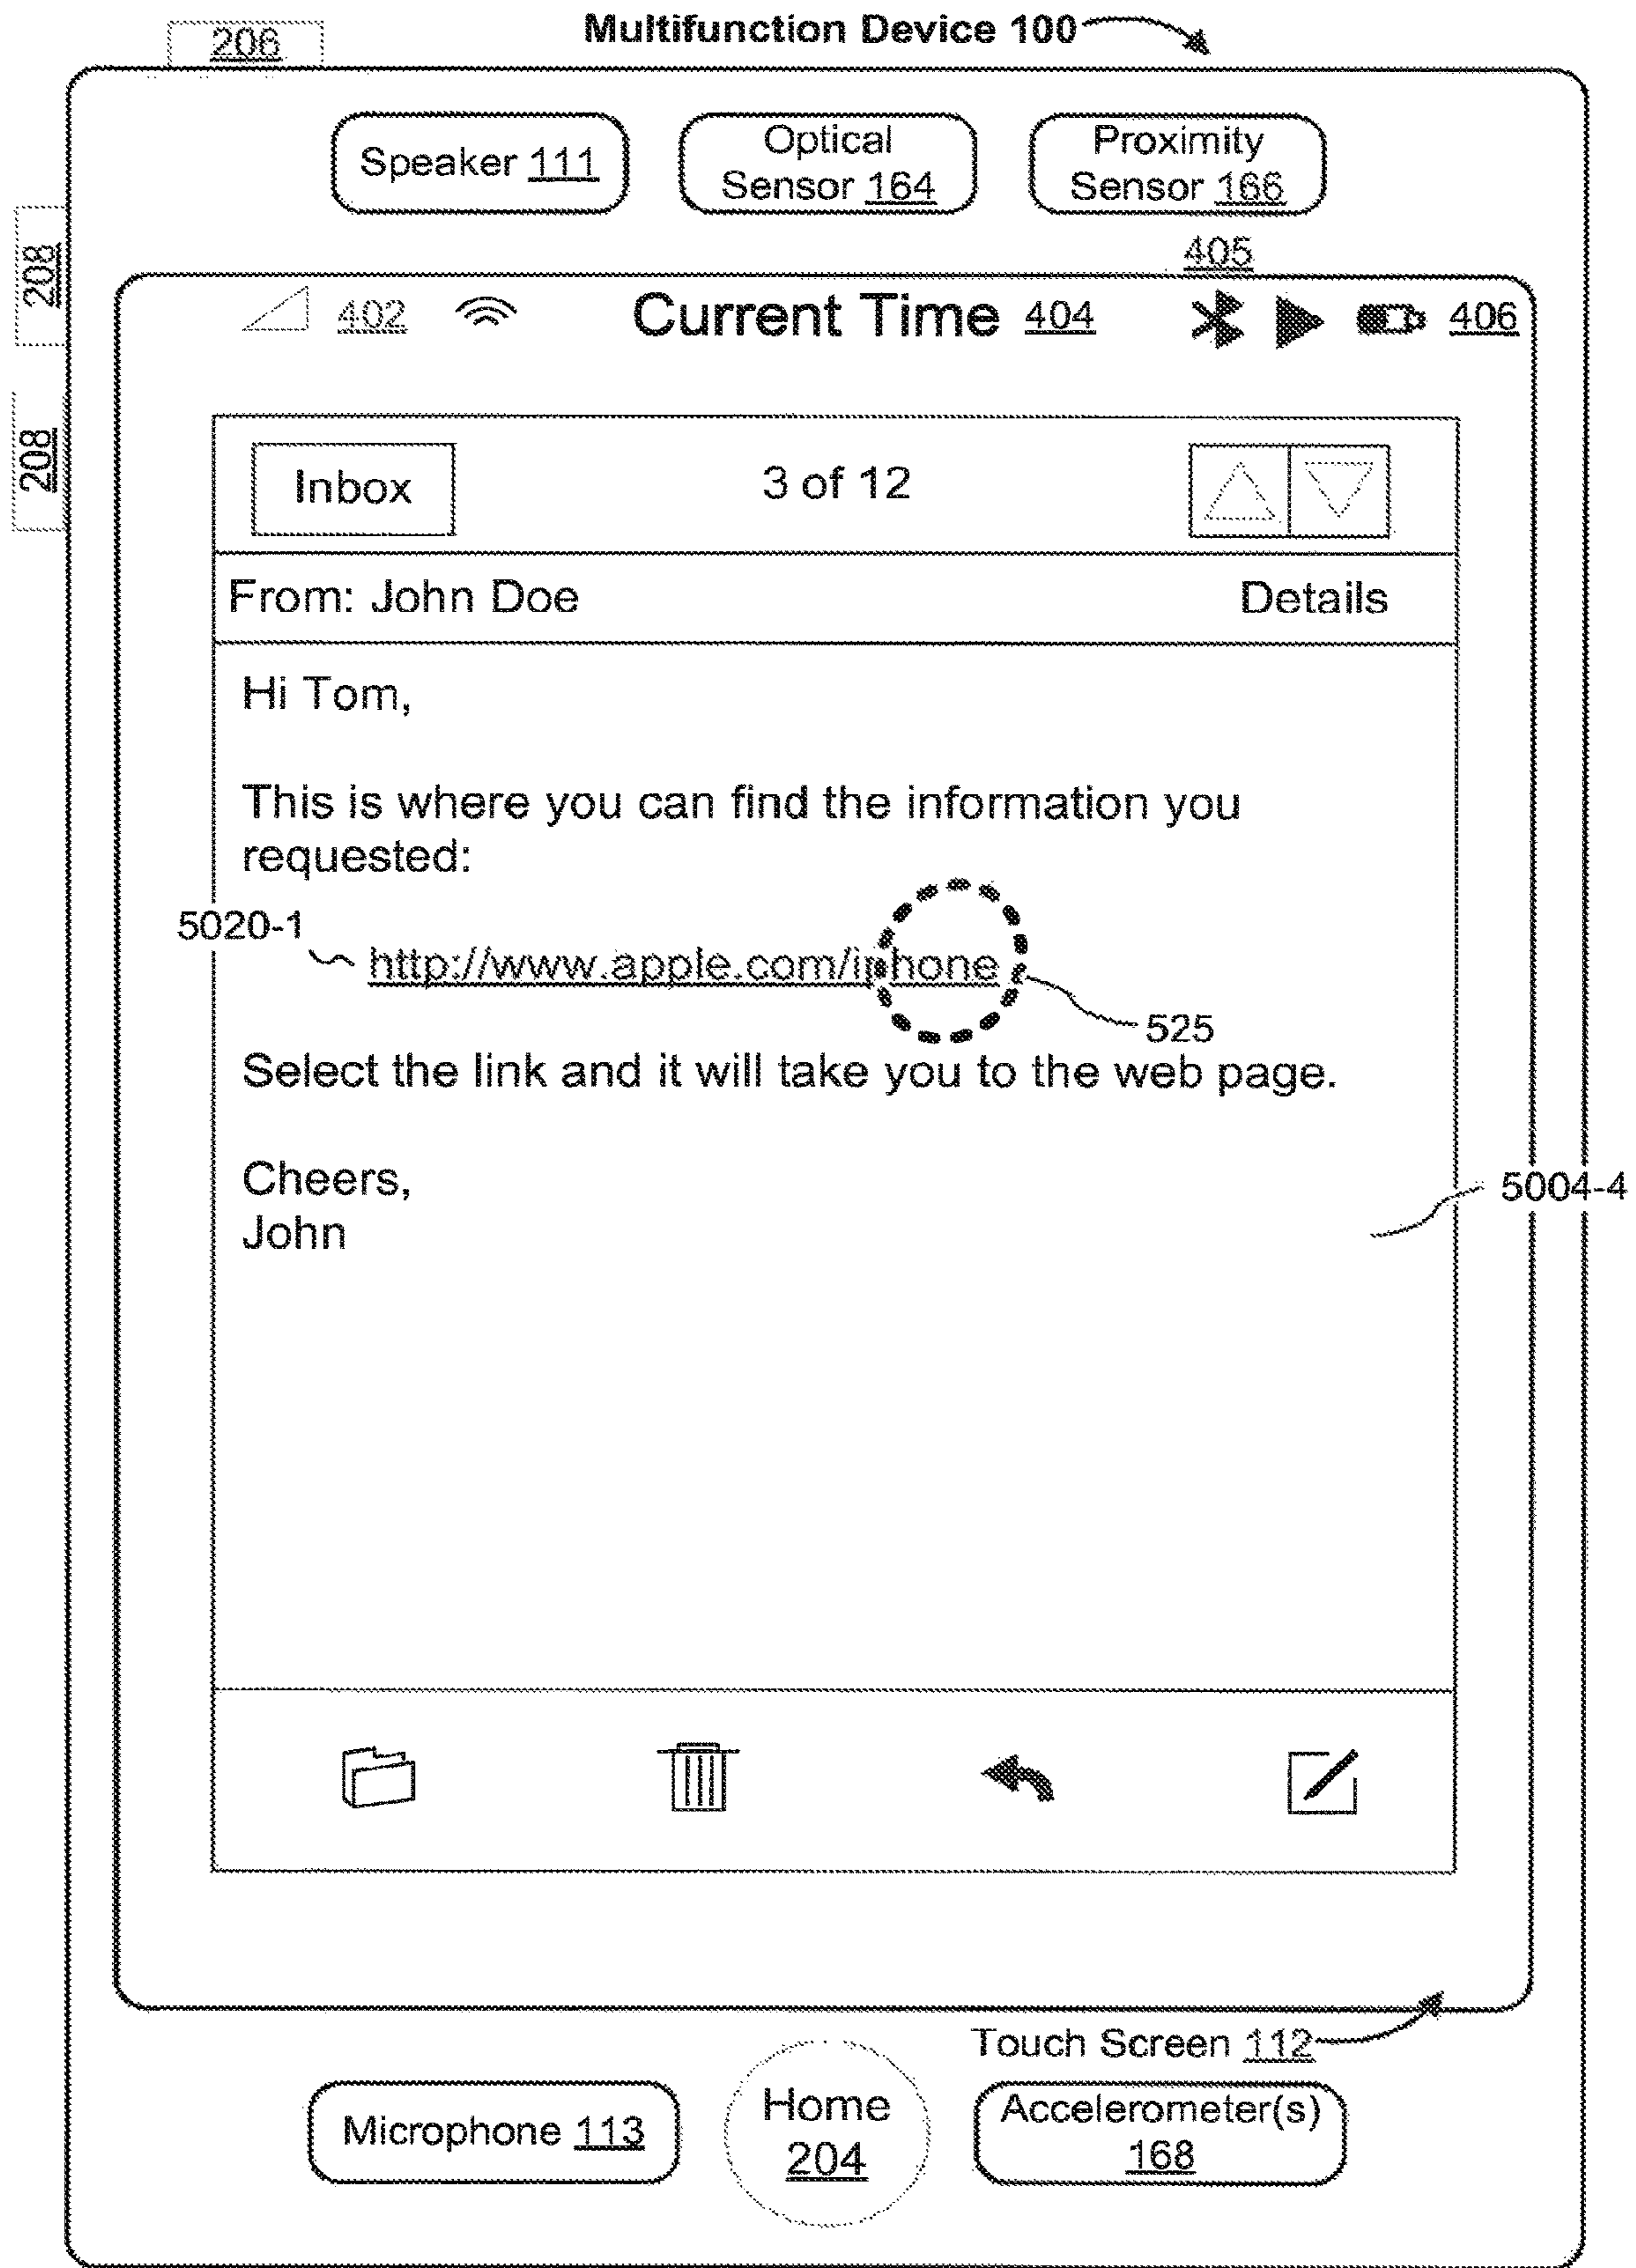 Multifunction Device 100
206
Speaker 111
Optical
Sensor 164
Proximity
Sensor 166
208
208
402
Current Time 404
405
406
Inbox
3 of 12
From: John Doe
Details
Hi Tom,
This is where you can find the information you
requested:
5020-1
http://www.apple.com/iphone
525
Select the link and it will take you to the web page.
Cheers,
John
5004-4
Touch Screen 112
Microphone 113
Home
204
Accelerometer(s)
168